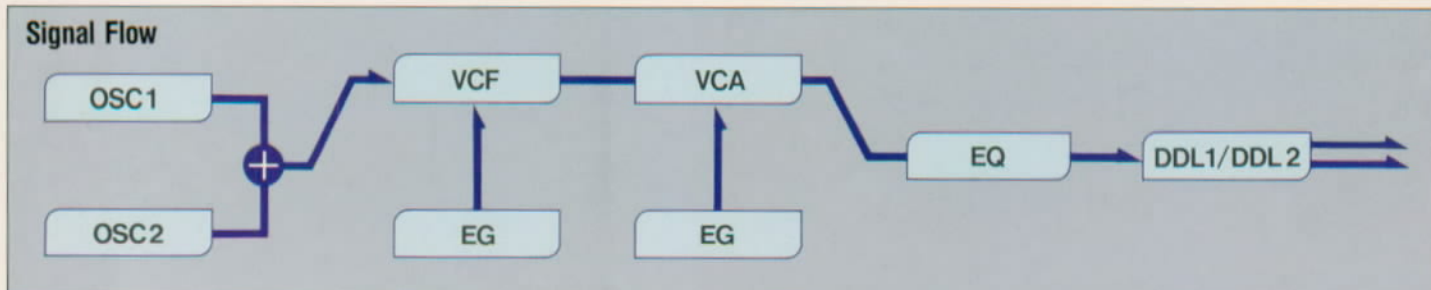 Signal Flow
OSC1
VCF
VCA
EQ
DDL1/DDL2
OSC2
EG
EG